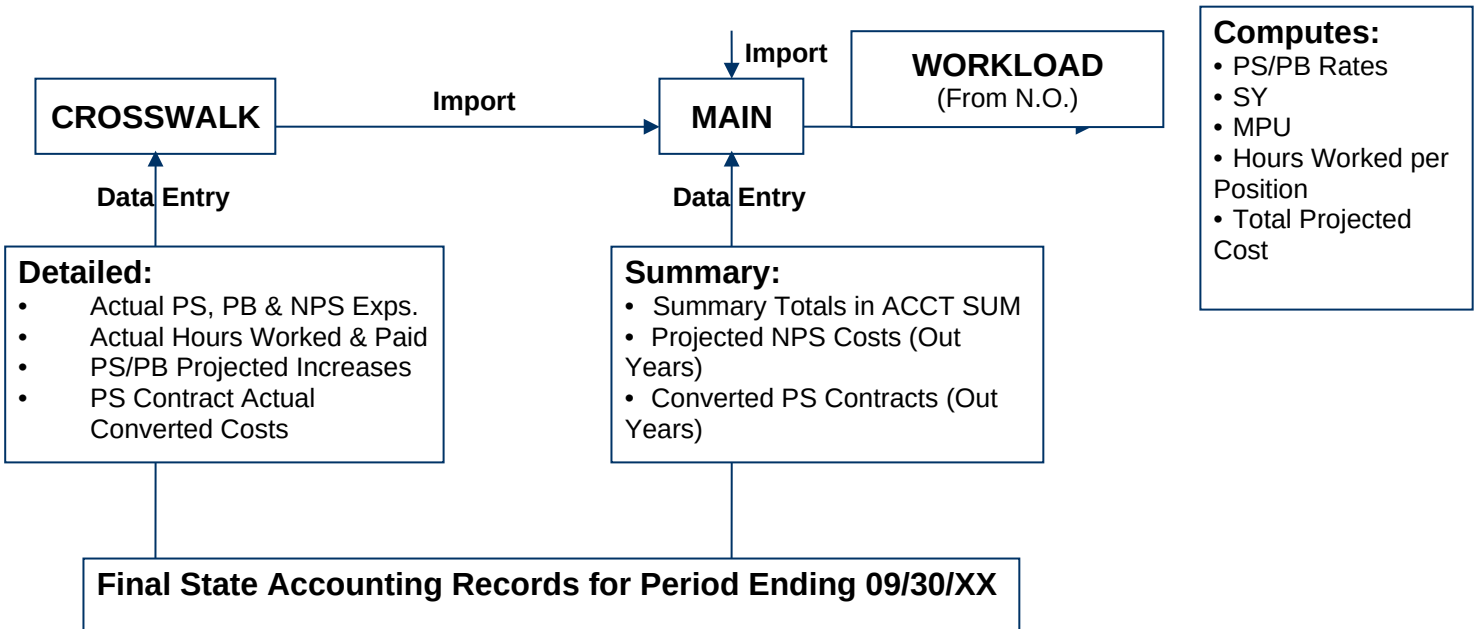 Import
WORKLOAD
(From N.O.)
Computes:
• PS/PB Rates
• SY
• MPU
• Hours Worked per
Position
• Total Projected
Cost
CROSSWALK
Import
MAIN
Data Entry
Data Entry
Detailed:
• Actual PS, PB & NPS Exps.
• Actual Hours Worked & Paid
• PS/PB Projected Increases
• PS Contract Actual
Converted Costs
Summary:
• Summary Totals in ACCT SUM
• Projected NPS Costs (Out
Years)
• Converted PS Contracts (Out
Years)
Final State Accounting Records for Period Ending 09/30/XX